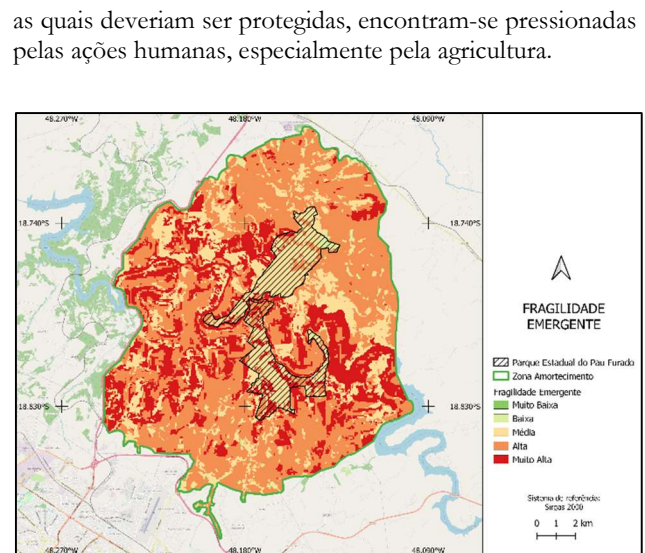 as quais deveriam ser protegidas, encontram-se pressionadas
pelas ações humanas, especialmente pela agricultura.
48.270°W
48.180°W
48.090°W
18.740°S
18.740°S
18.830°S
18.830°S
48.270°W
48.180°W
48.090°W
FRAGILIDADE
EMERGENTE
Parque Estadual do Pau Furado
Zona Amortecimento
Fragilidade Emergente
Muito Baixa
Baixa
Média
Alta
Muito Alta
Sistema de referência:
Sirgas 2000
0 1 2 km